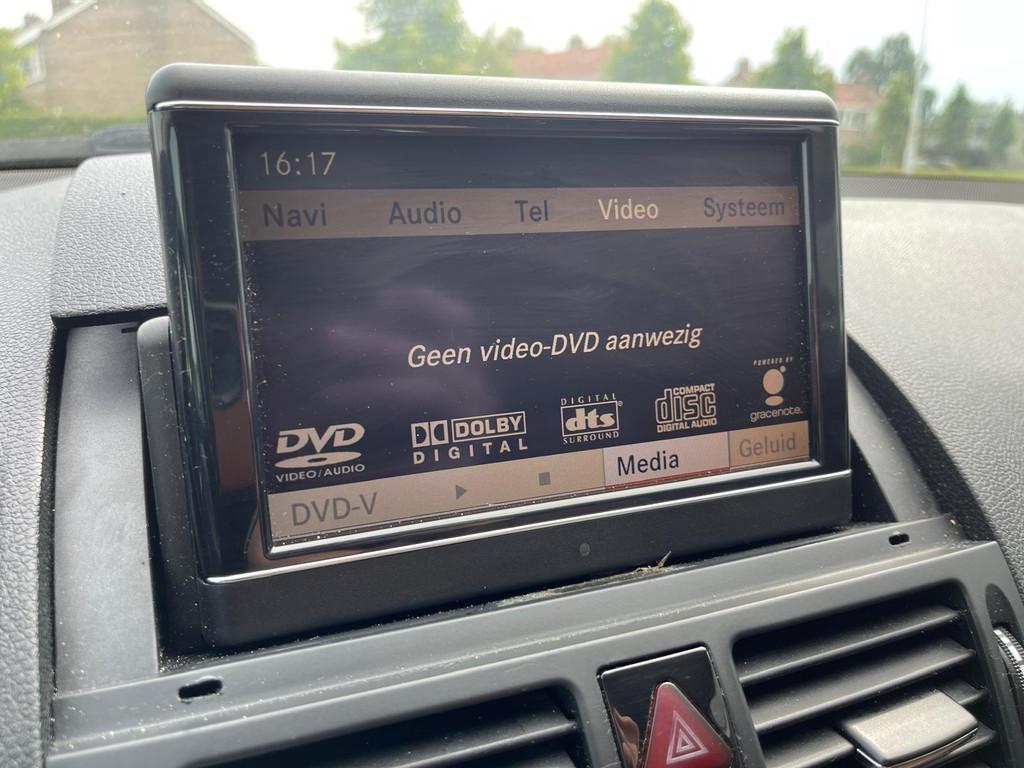 16:17
Navi Audio Tel Video Systeem
Geen video-DVD aanwezig
DVD
VIDEO/AUDIO
DOLBY
DIGITAL
DIGITAL
dts
SURROUND
COMPACT
disc
DIGITAL AUDIO
POWERED BY
gracenote.
DVD-V Media Geluid